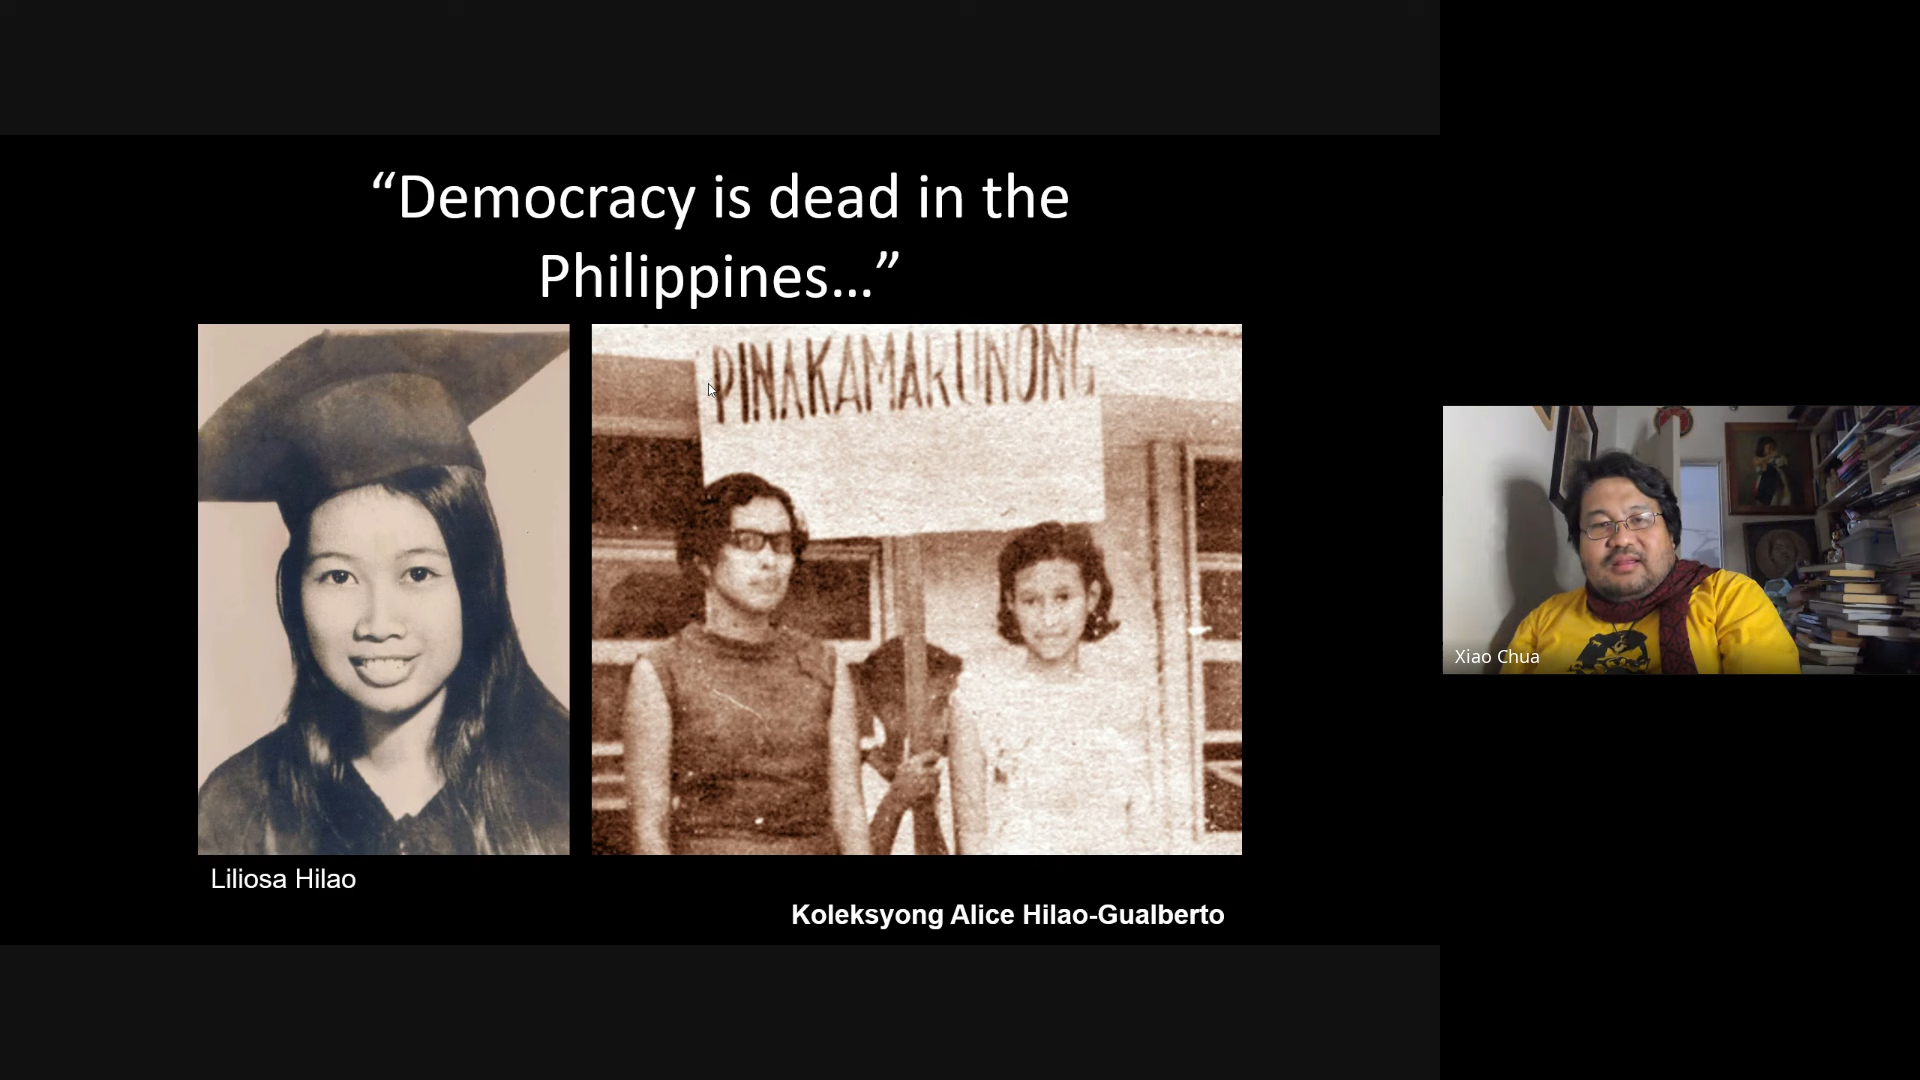 “Democracy is dead in the
Philippines...”
PINAKAMARUNONG
Liliosa Hilao
Koleksyong Alice Hilao-Gualberto
Xiao Chua